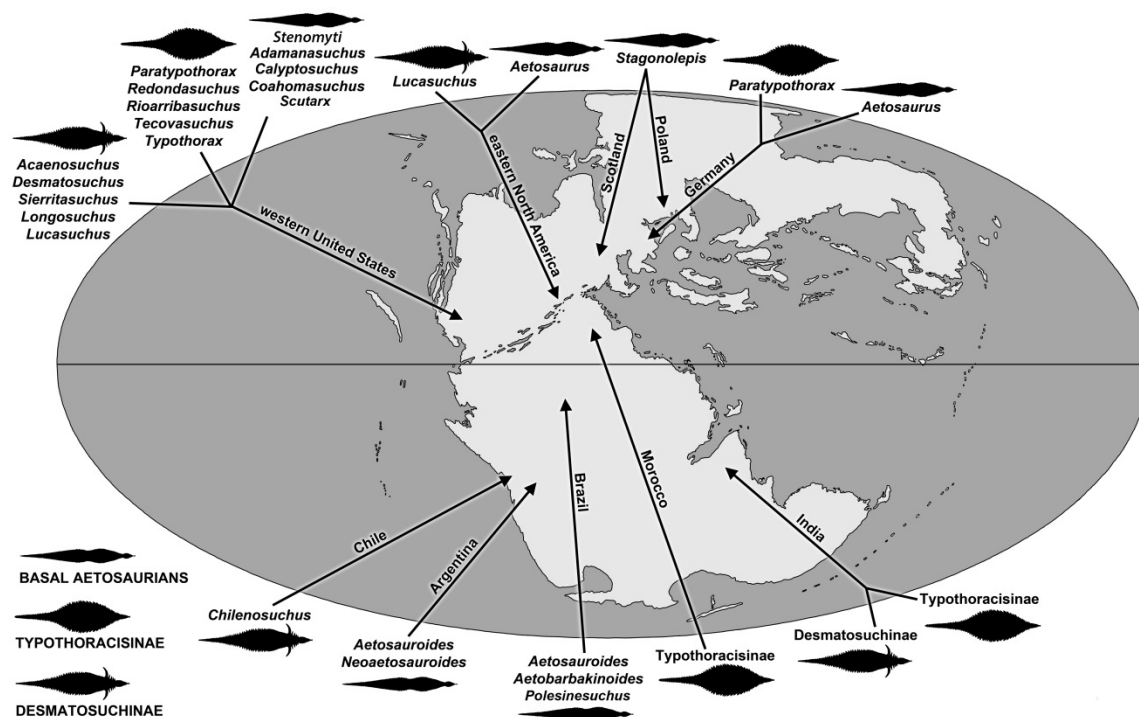 Stenomyti
Adamanasuchus
Calyptosuchus
Coahomasuchus
Scutarx
Paratypothorax
Redondasuchus
Rioarribasuchus
Tecovasuchus
Typothorax
Acaenosuchus
Desmatosuchus
Sierritasuchus
Longosuchus
Lucasuchus
western United States
Lucasuchus
Aetosaurus
eastern North America
Stagonolepis
Scotland
Poland
Paratypothorax
Aetosaurus
Germany
Chile
Chilenosuchus
Argentina
Aetosauroides
Neoaetosauroides
Brazil
Aetosauroides
Aetobarbakinoides
Polesinesuchus
Morocco
Typothoracisinae
India
Typothoracisinae
Desmatosuchinae
BASAL AETOSAURIANS
TYPOTHORACISINAE
DESMATOSUCHINAE